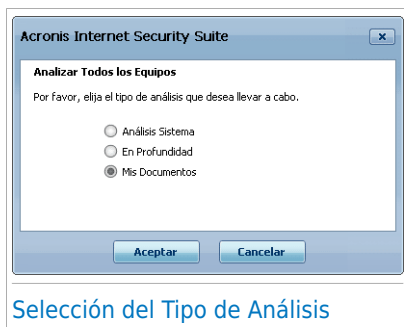 Acronis Internet Security Suite
Analizar Todos los Equipos
Por favor, elija el tipo de análisis que desea llevar a cabo.
Análisis Sistema
En Profundidad
Mis Documentos
Aceptar
Cancelar
Selección del Tipo de Análisis